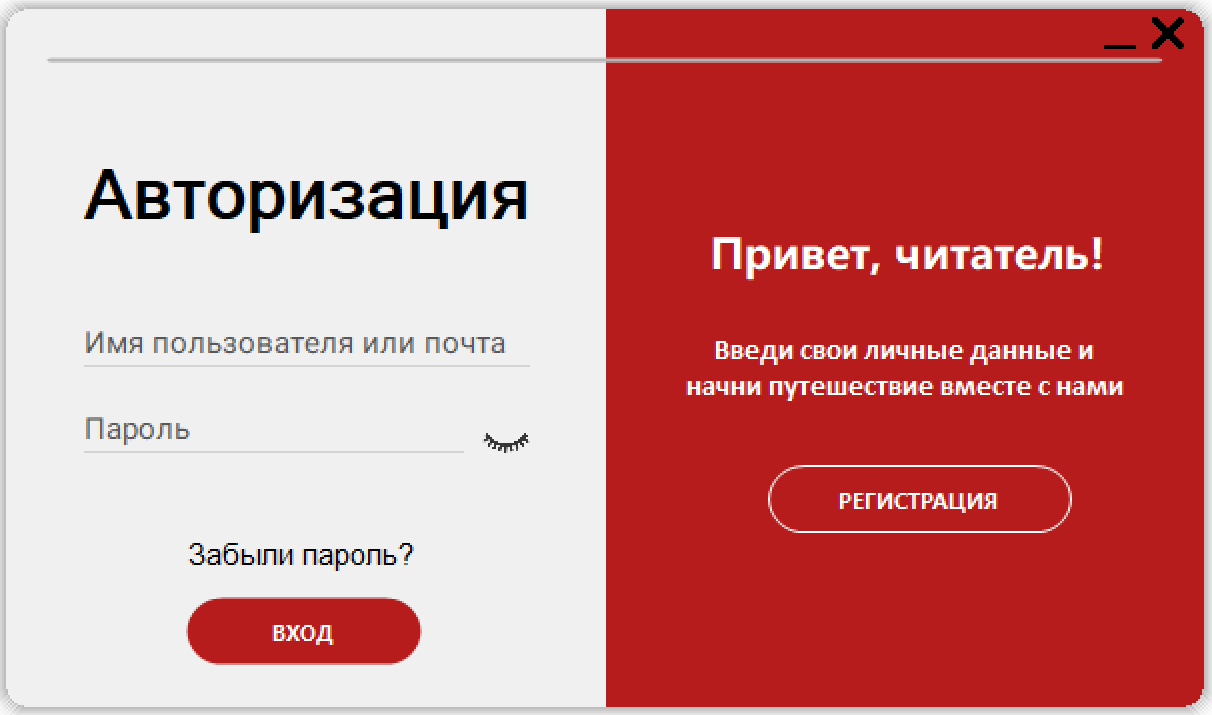 Авторизация
Имя пользователя или почта
Пароль
Забыли пароль?
ВХОД
Привет, читатель!
Введи свои личные данные и
начни путешествие вместе с нами
РЕГИСТРАЦИЯ